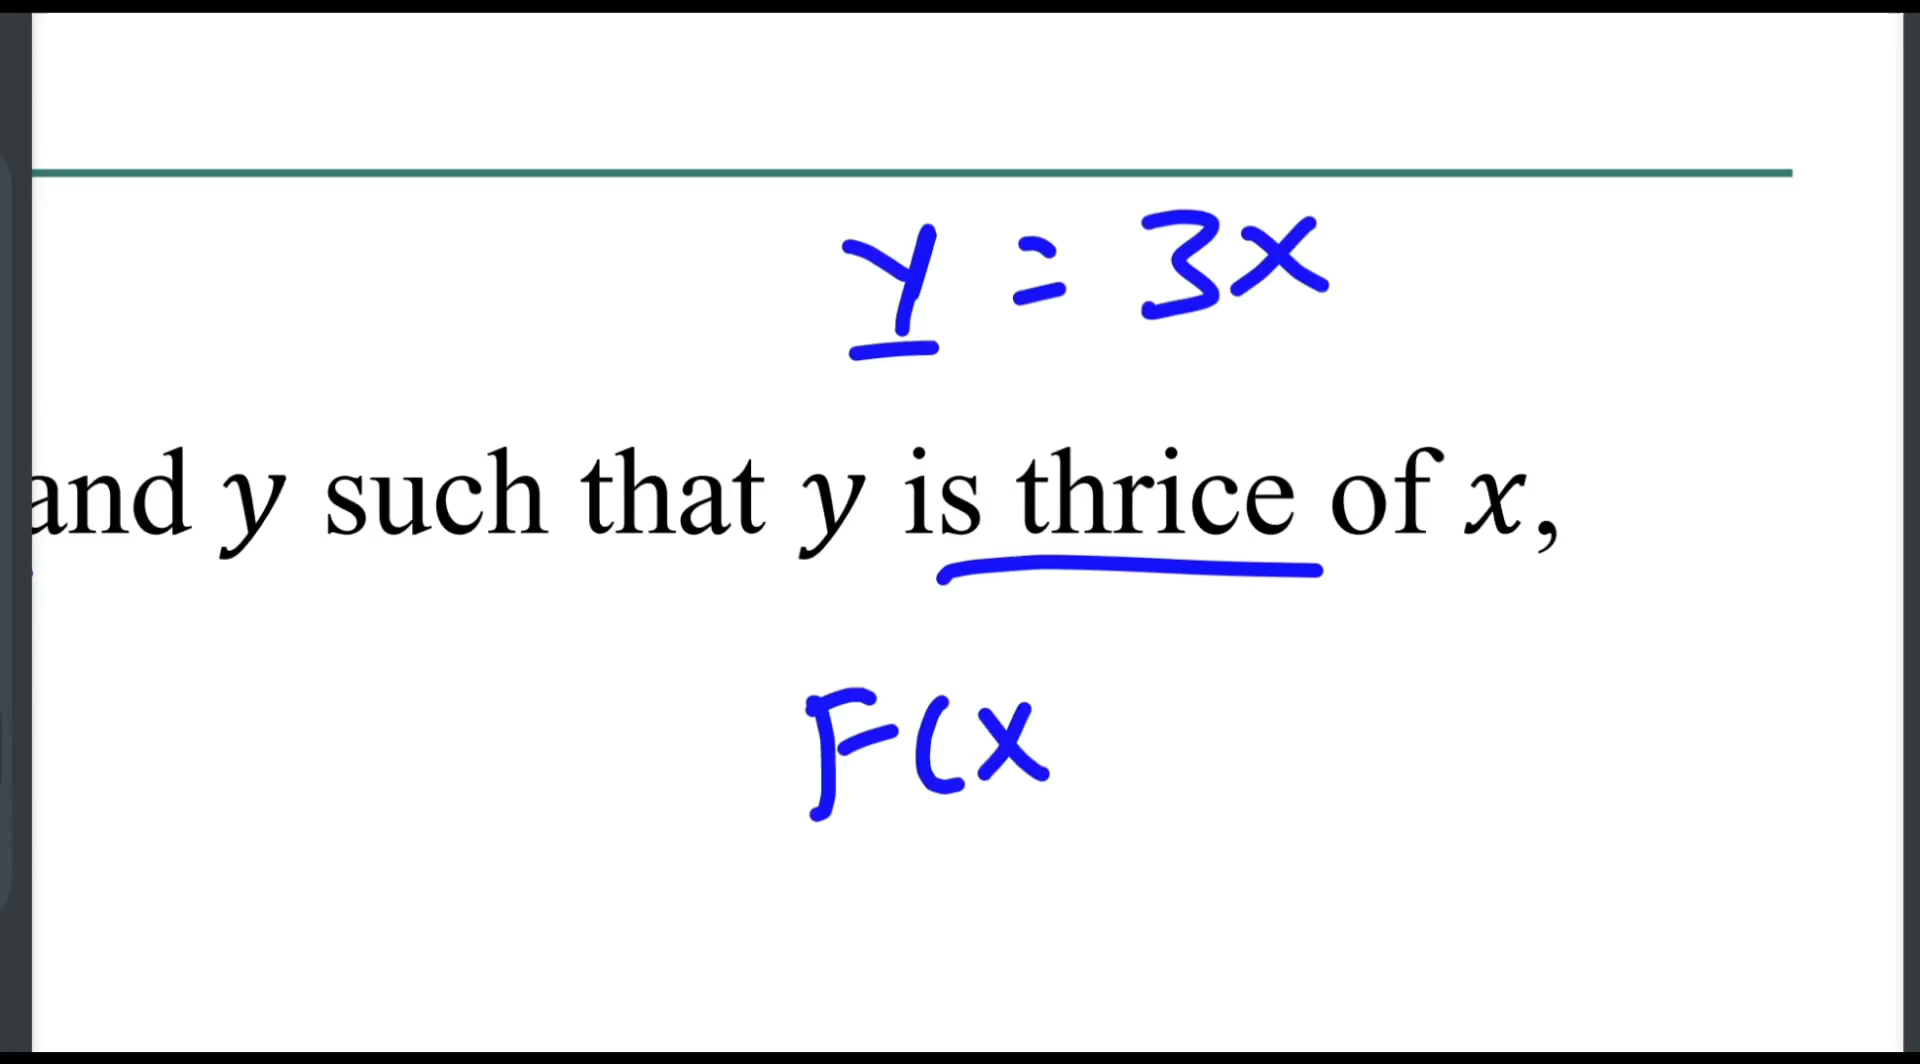 y = 3x
and y such that y is thrice of x,
F(x